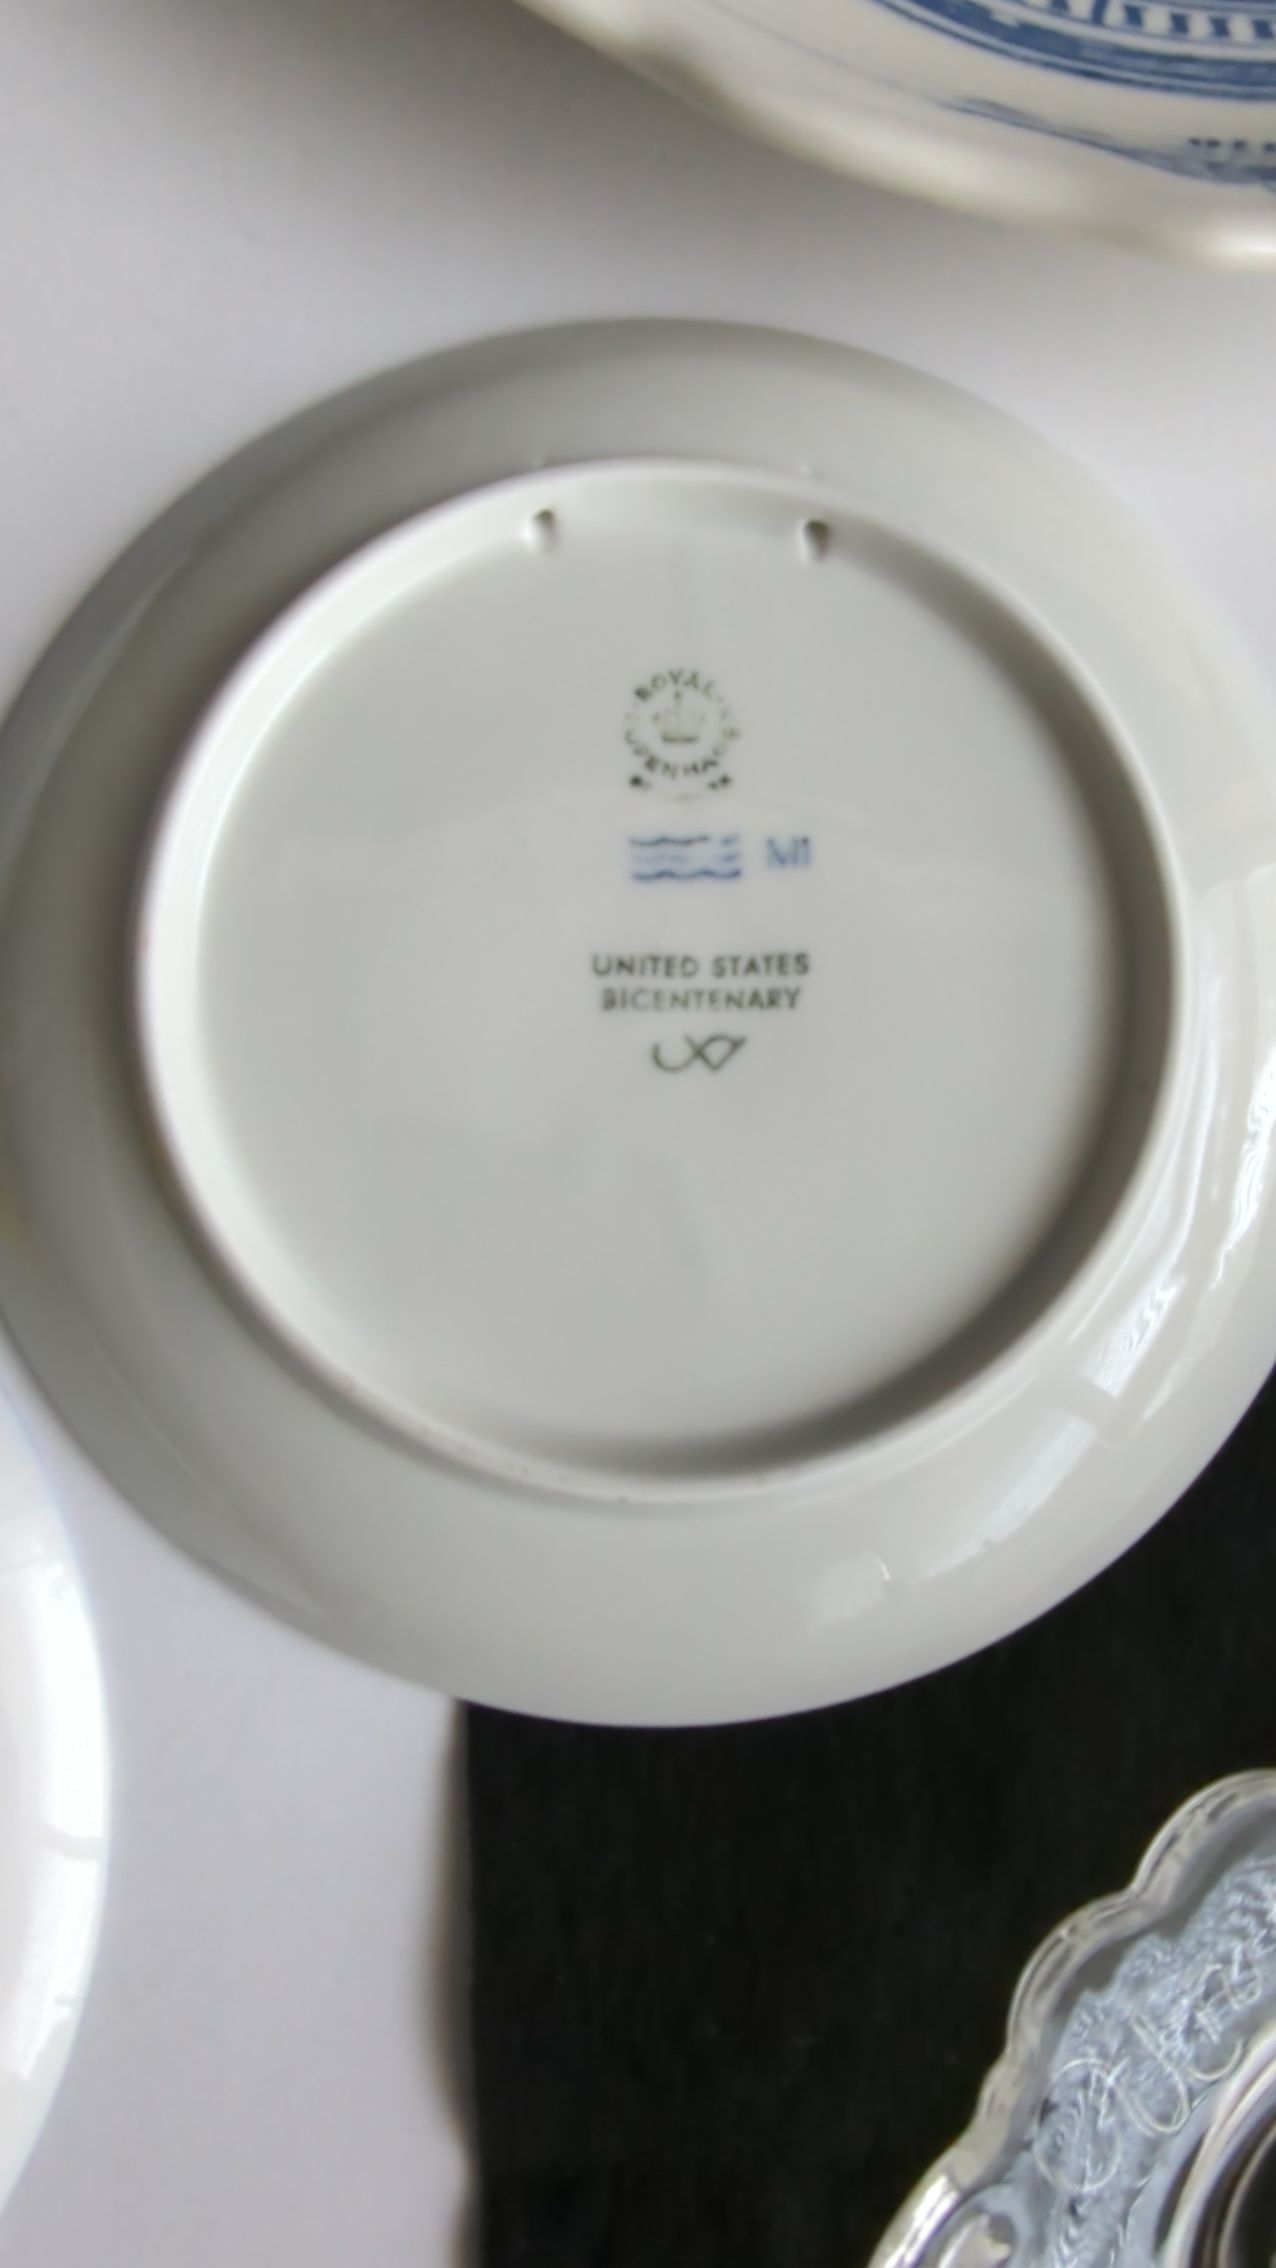 ROYAL
COPENHAGEN
MI
UNITED STATES
BICENTENARY